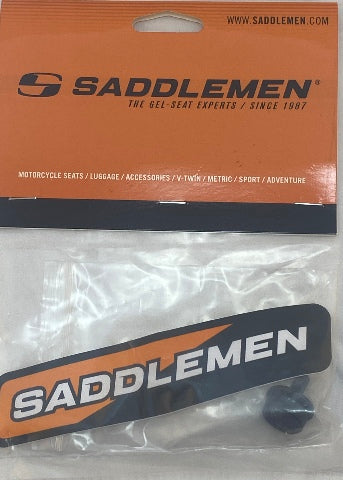 WWW.SADDLEMEN.COM
S SADDLEMEN®
THE GEL-SEAT EXPERTS / SINCE 1987
MOTORCYCLE SEATS / LUGGAGE / ACCESSORIES / V-TWIN / METRIC / SPORT / ADVENTURE
SADDLEMEN